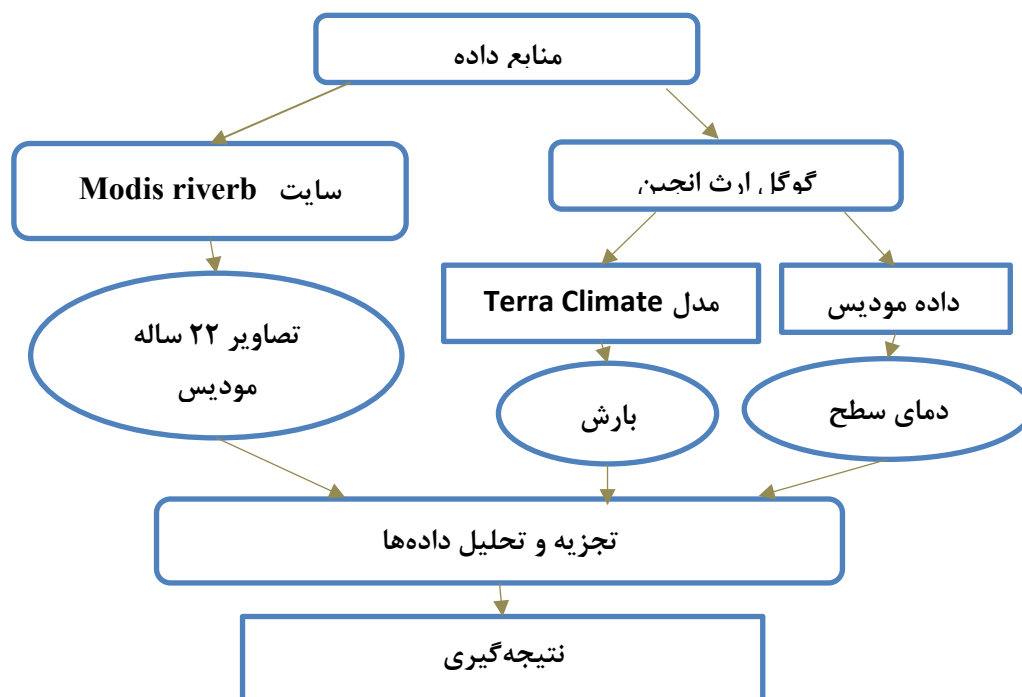 منابع داده
سایت Modis riverb
گوگل ارث انجین
مدل Terra Climate
داده مودیس
تصاویر ۲۲ ساله
مودیس
بارش
دمای سطح
تجزیه و تحلیل داده‌ها
نتیجه‌گیری